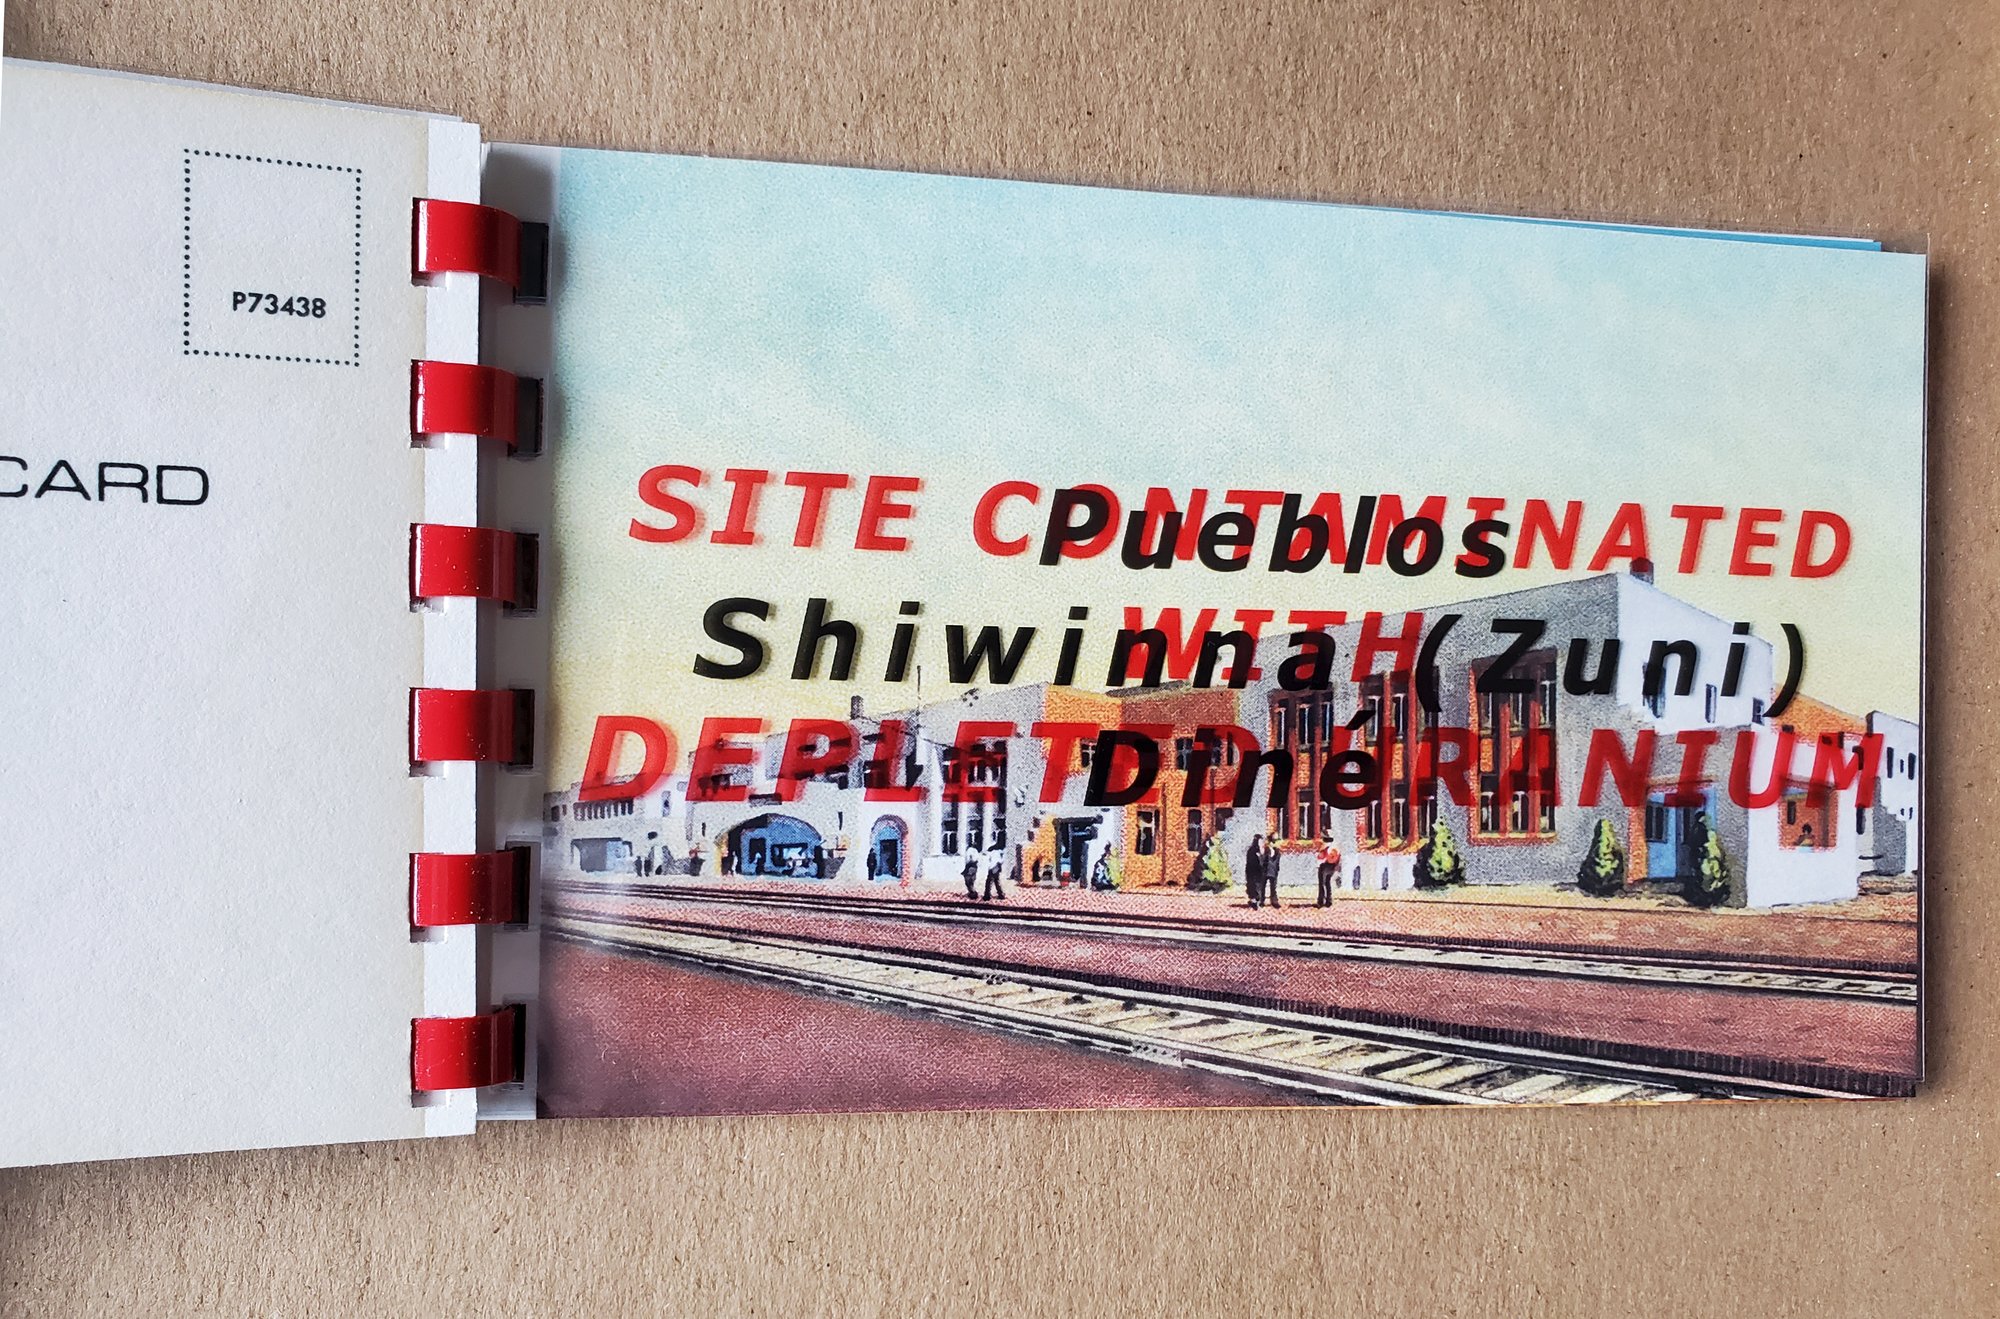 P73438
CARD
SITE CONTAMINATED
WITH
DEPLETED URANIUM
Pueblos
Shiwinna (Zuni)
Diné